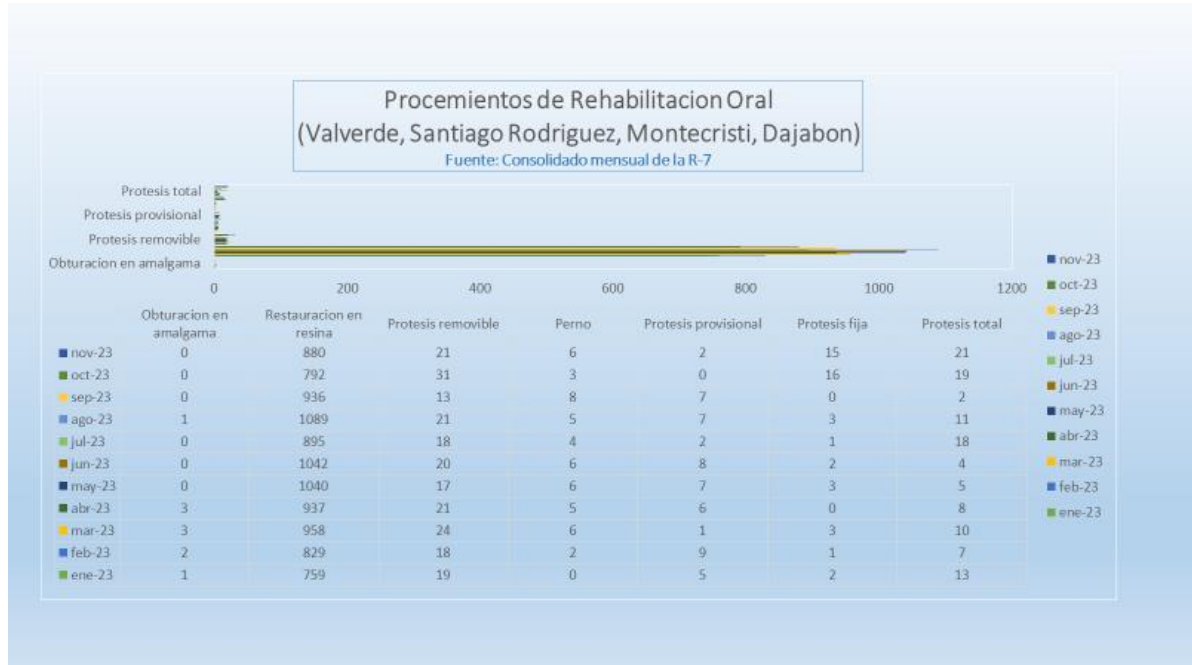 Procemientos de Rehabilitacion Oral
(Valverde, Santiago Rodriguez, Montecristi, Dajabon)
Fuente: Consolidado mensual de la R-7
Protesis total
Protesis provisional
Protesis removible
Obturacion en amalgama
0 200 400 600 800 1000 1200
Obturacion en amalgama Restauracion en resina Protesis removible Perno Protesis provisional Protesis fija Protesis total
nov-23 0 880 21 6 2 15 21
oct-23 0 792 31 3 0 16 19
sep-23 0 936 13 8 7 0 2
ago-23 1 1089 21 5 7 3 11
jul-23 0 895 18 4 2 1 18
jun-23 0 1042 20 6 8 2 4
may-23 0 1040 17 6 7 3 5
abr-23 3 937 21 5 6 0 8
mar-23 3 958 24 6 1 3 10
feb-23 2 829 18 2 9 1 7
ene-23 1 759 19 0 5 2 13
nov-23
oct-23
sep-23
ago-23
jul-23
jun-23
may-23
abr-23
mar-23
feb-23
ene-23